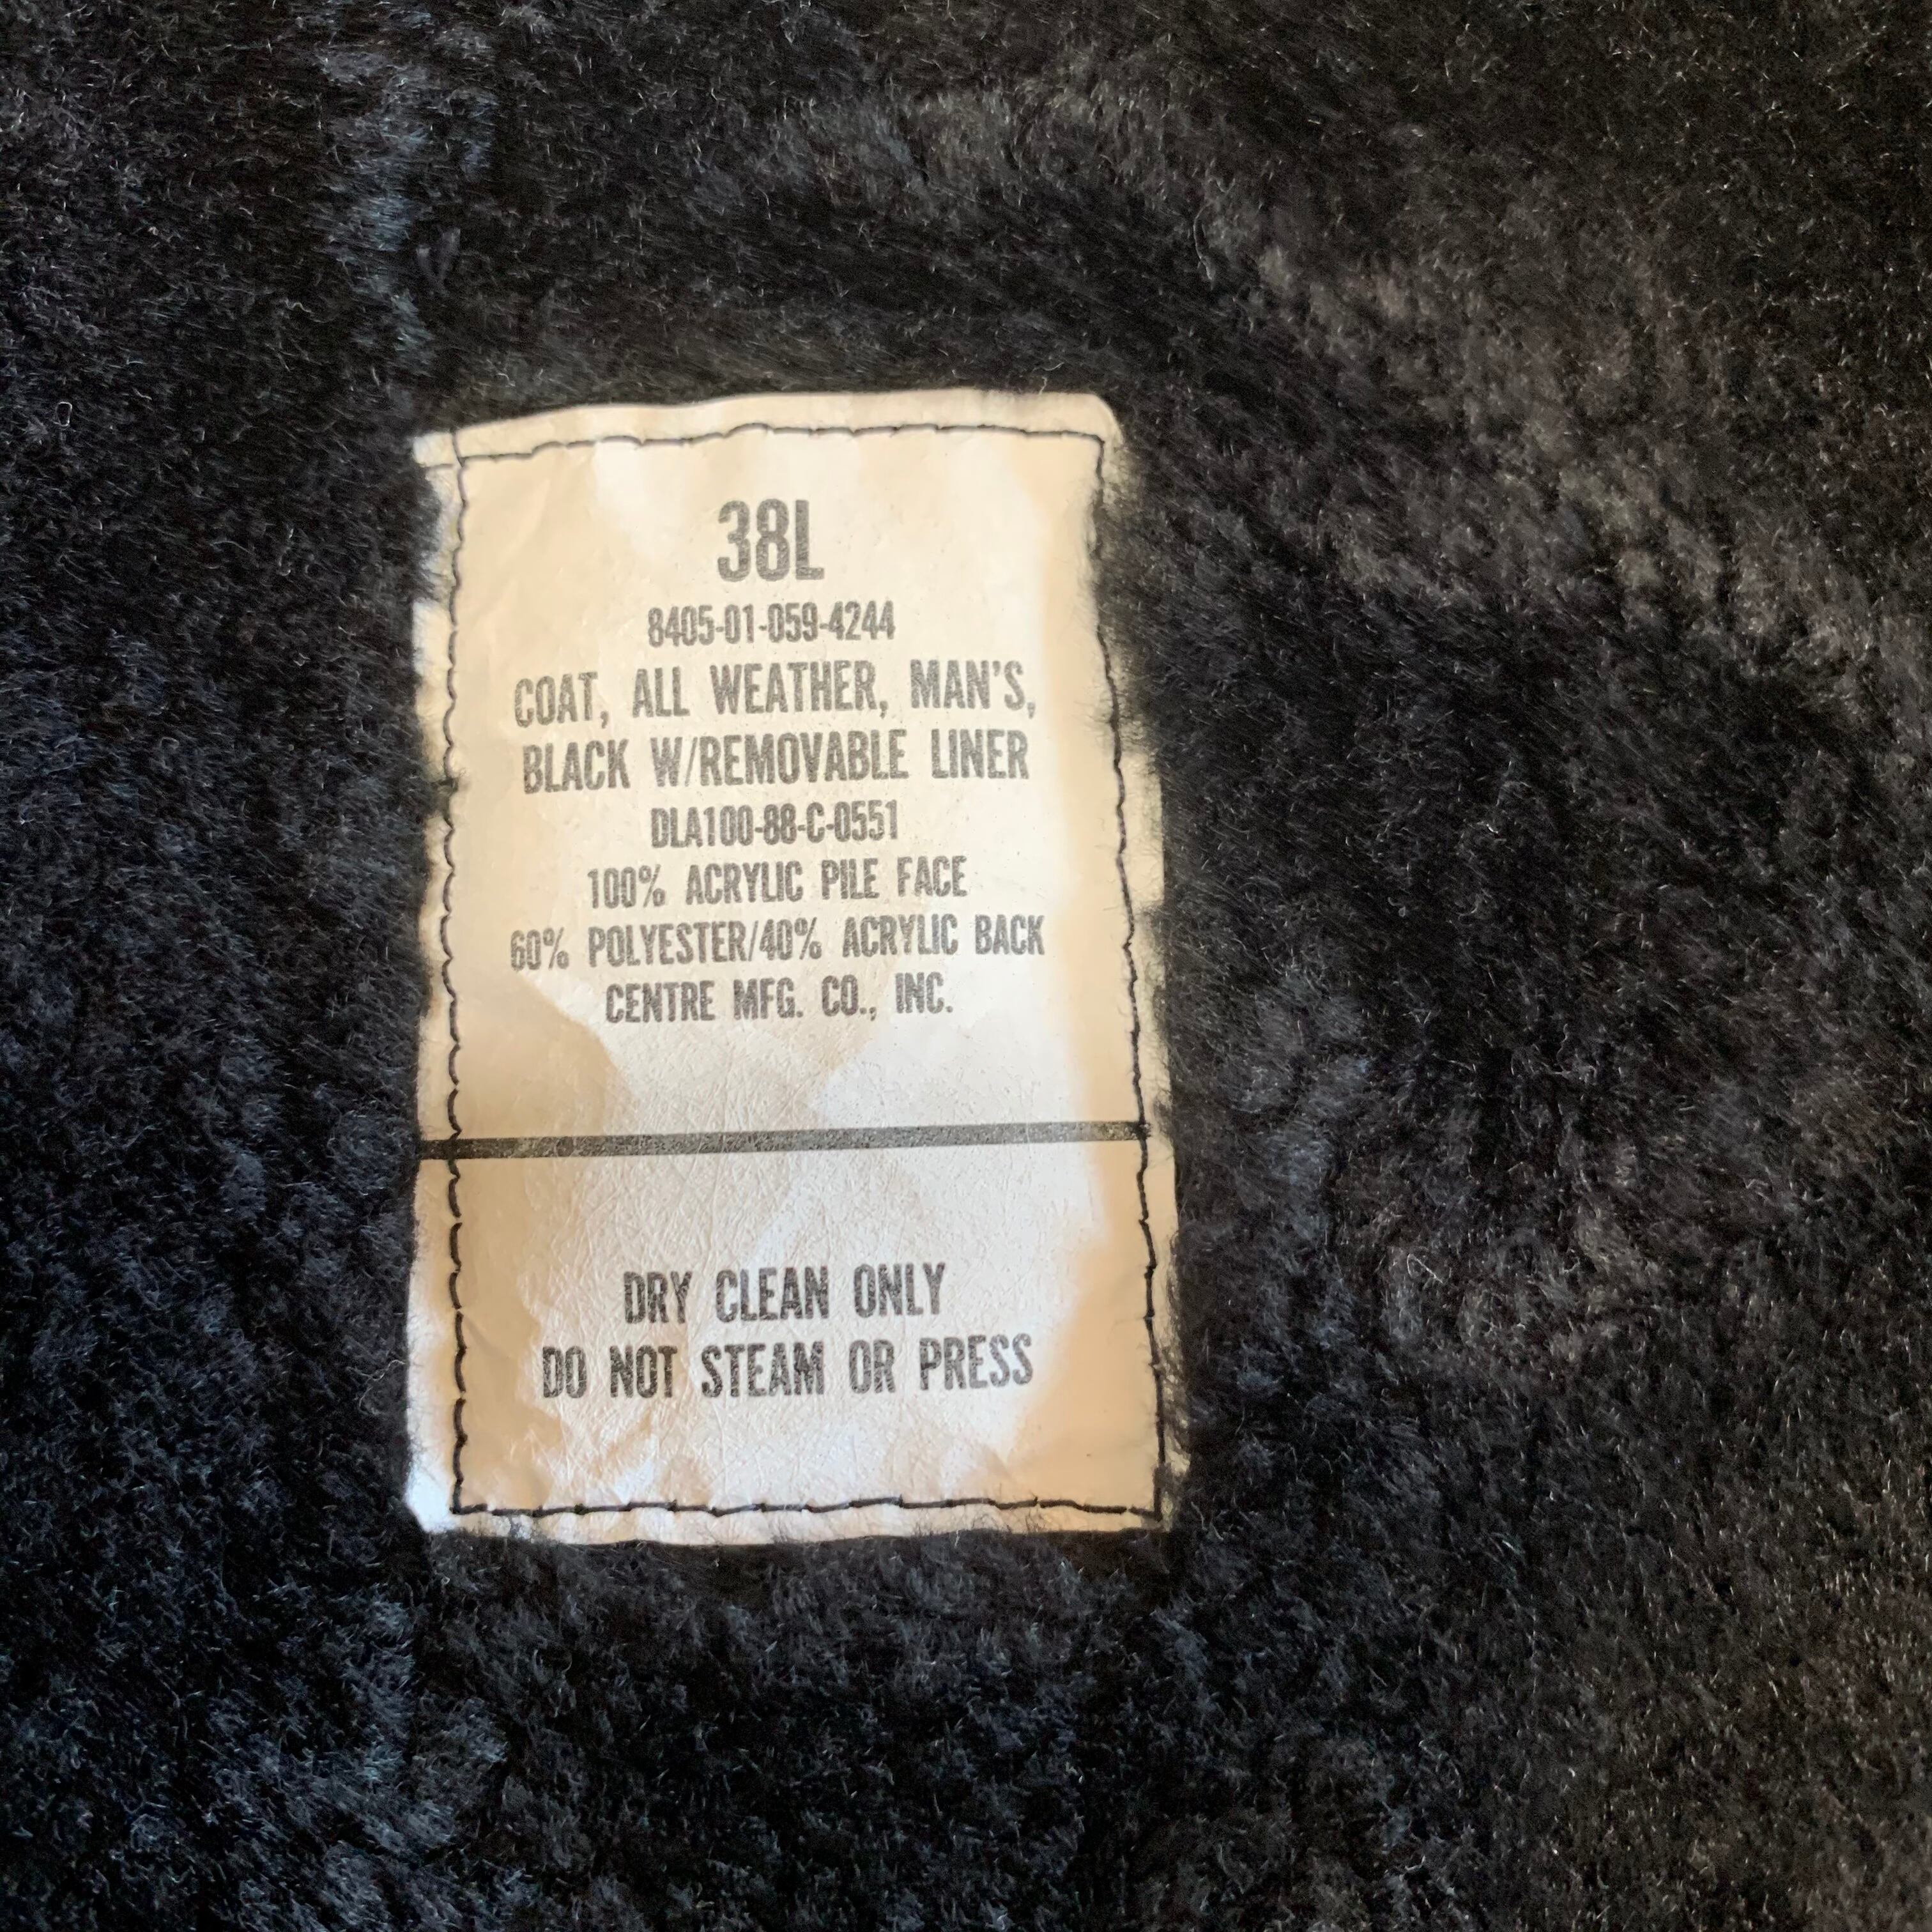 38L
8405-01-059-4244
COAT, ALL WEATHER, MAN'S,
BLACK W/REMOVABLE LINER
DLA100-88-C-0551
100% ACRYLIC PILE FACE
60% POLYESTER/40% ACRYLIC BACK
CENTRE MFG. CO., INC.
DRY CLEAN ONLY
DO NOT STEAM OR PRESS